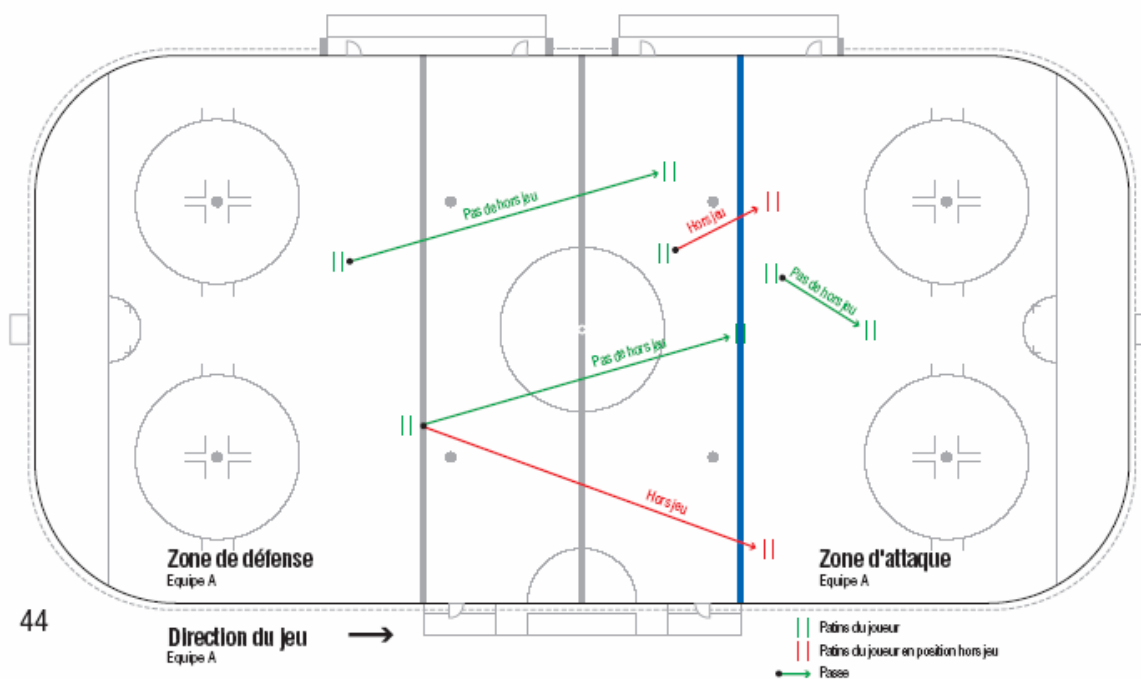 Pas de hors jeu
Hors jeu
Pas de hors jeu
Pas de hors jeu
Hors jeu
Zone de défense
Equipe A
Zone d'attaque
Equipe A
44
Direction du jeu
Equipe A
Patins du joueur
Patins du joueur en position hors jeu
Passe